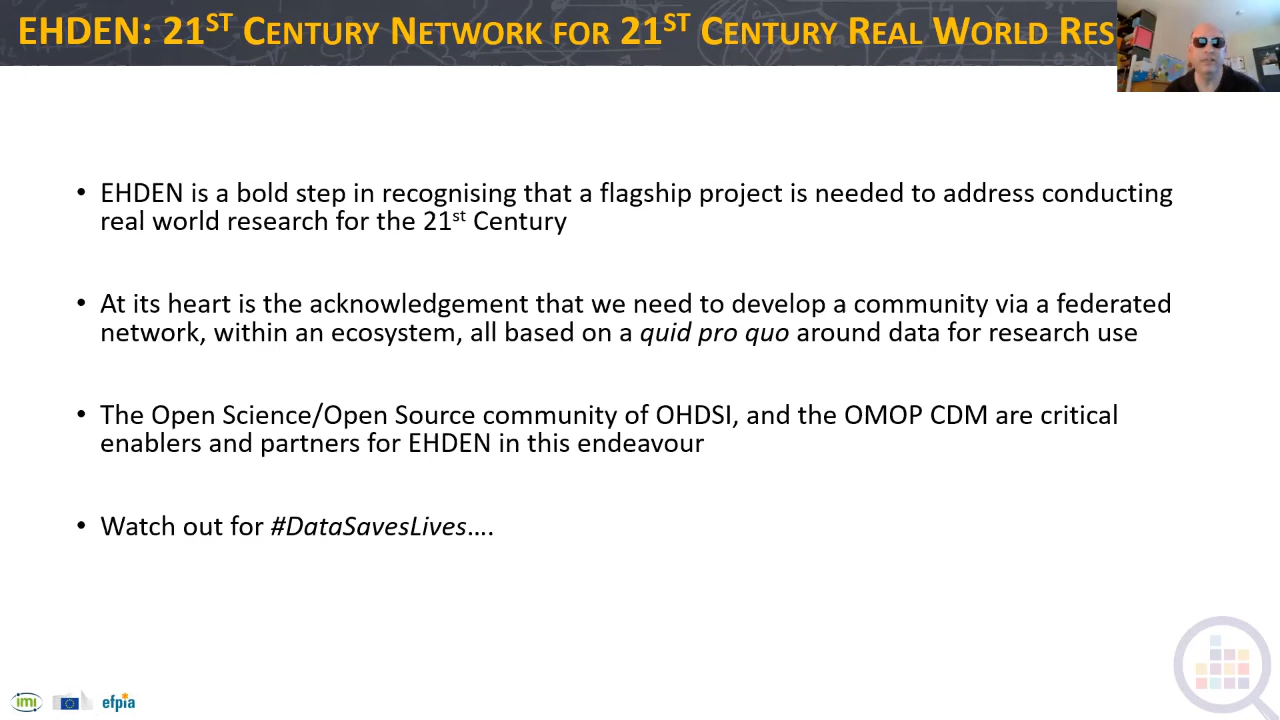 EHDEN: 21ST CENTURY NETWORK FOR 21ST CENTURY REAL WORLD RES
• EHDEN is a bold step in recognising that a flagship project is needed to address conducting
real world research for the 21st Century
• At its heart is the acknowledgement that we need to develop a community via a federated
network, within an ecosystem, all based on a quid pro quo around data for research use
• The Open Science/Open Source community of OHDSI, and the OMOP CDM are critical
enablers and partners for EHDEN in this endeavour
• Watch out for #DataSavesLives....
imi
efpia